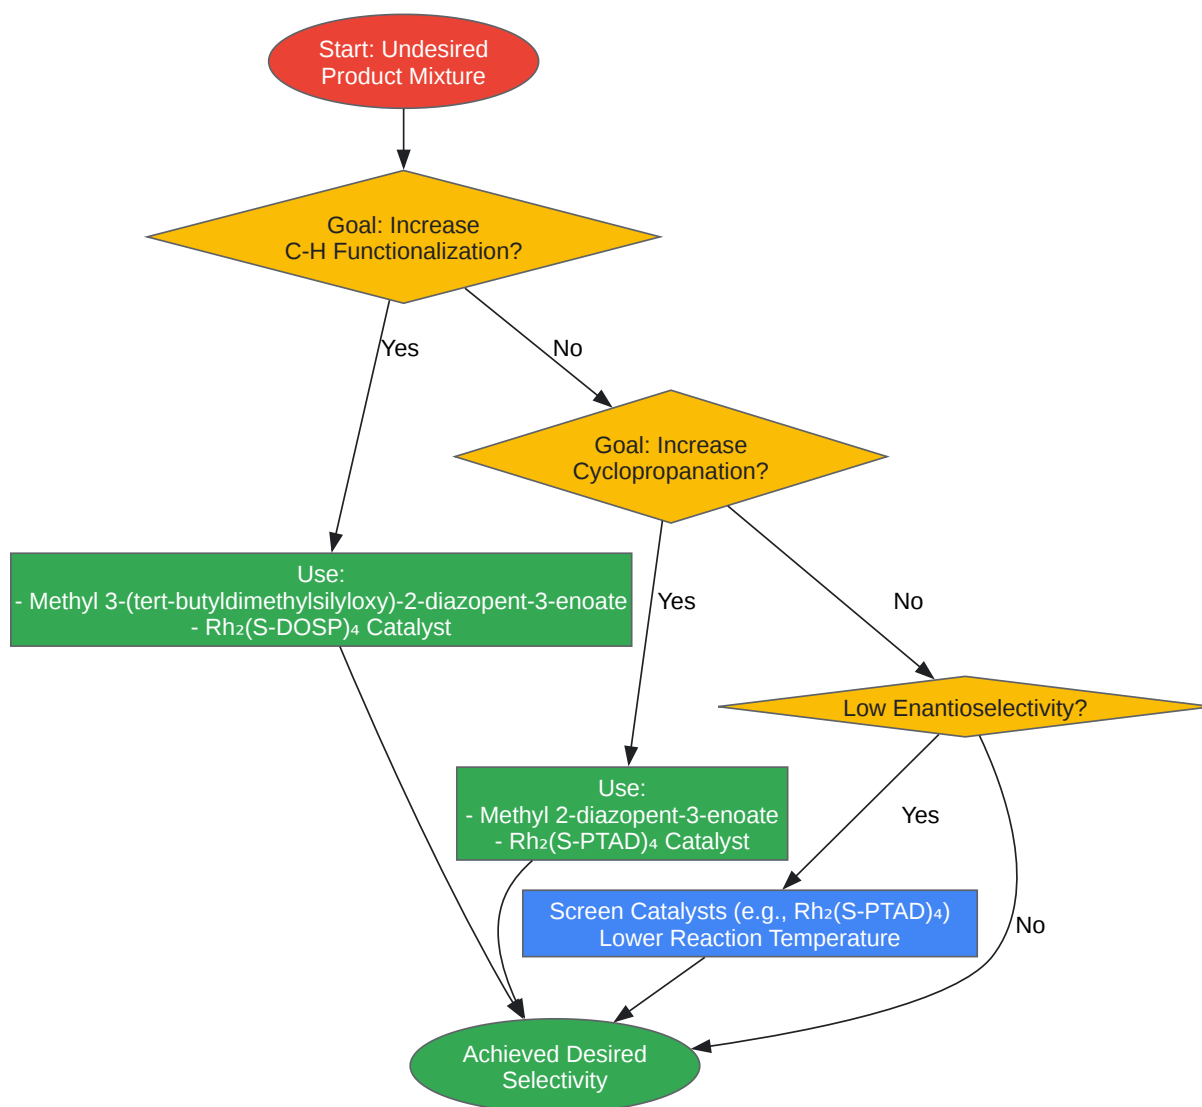 Start: Undesired
Product Mixture
Goal: Increase
C-H Functionalization?
Yes
No
Goal: Increase
Cyclopropanation?
Use:
- Methyl 3-(tert-butyldimethylsilyloxy)-2-diazopent-3-enoate
- Rh₂(S-DOSP)₄ Catalyst
Yes
No
Low Enantioselectivity?
Use:
- Methyl 2-diazopent-3-enoate
- Rh₂(S-PTAD)₄ Catalyst
Yes
No
Screen Catalysts (e.g., Rh₂(S-PTAD)₄)
Lower Reaction Temperature
Achieved Desired
Selectivity